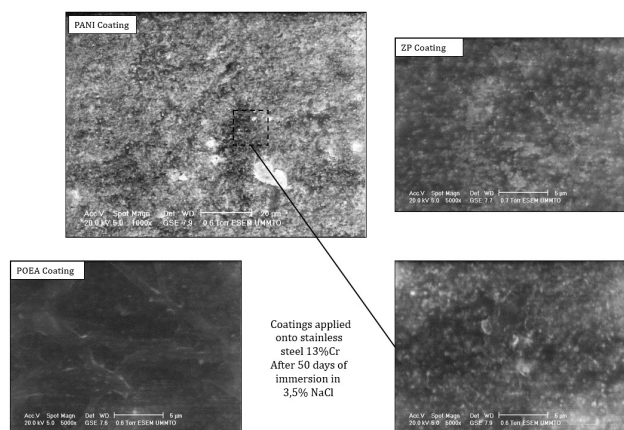 PANI Coating
Acc.V Spot Magn Det WD 20 µm
20.0 kV 5.0 1000x GSE 7.9 0.6 Torr ESEM UMMTO
ZP Coating
Acc.V Spot Magn Det WD 5 µm
20.0 kV 5.0 5000x GSE 7.7 0.7 Torr ESEM UMMTO
POEA Coating
Acc.V Spot Magn Det WD 5 µm
20.0 kV 5.0 5000x GSE 7.6 0.6 Torr ESEM UMMTO
Coatings applied
onto stainless
steel 13%Cr
After 50 days of
immersion in
3,5% NaCl
Acc.V Spot Magn Det WD 5 µm
20.0 kV 5.0 5000x GSE 7.9 0.6 Torr ESEM UMMTO